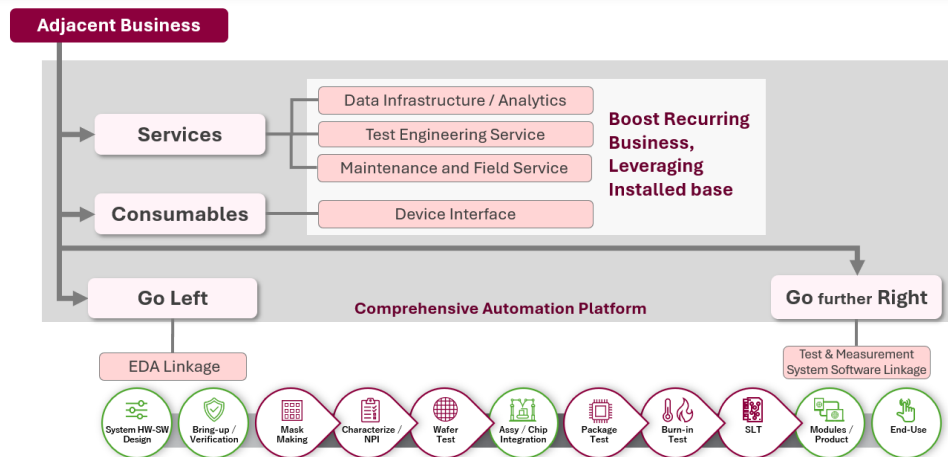 Adjacent Business
Services
Data Infrastructure / Analytics
Test Engineering Service
Maintenance and Field Service
Boost Recurring
Business,
Leveraging
Installed base
Consumables
Device Interface
Go Left
Go further Right
Comprehensive Automation Platform
EDA Linkage
Test & Measurement
System Software Linkage
System HW-SW
Design
Bring-up /
Verification
Mask
Making
Characterize /
NPI
Wafer
Test
Assy / Chip
Integration
Package
Test
Burn-in
Test
SLT
Modules /
Product
End-Use